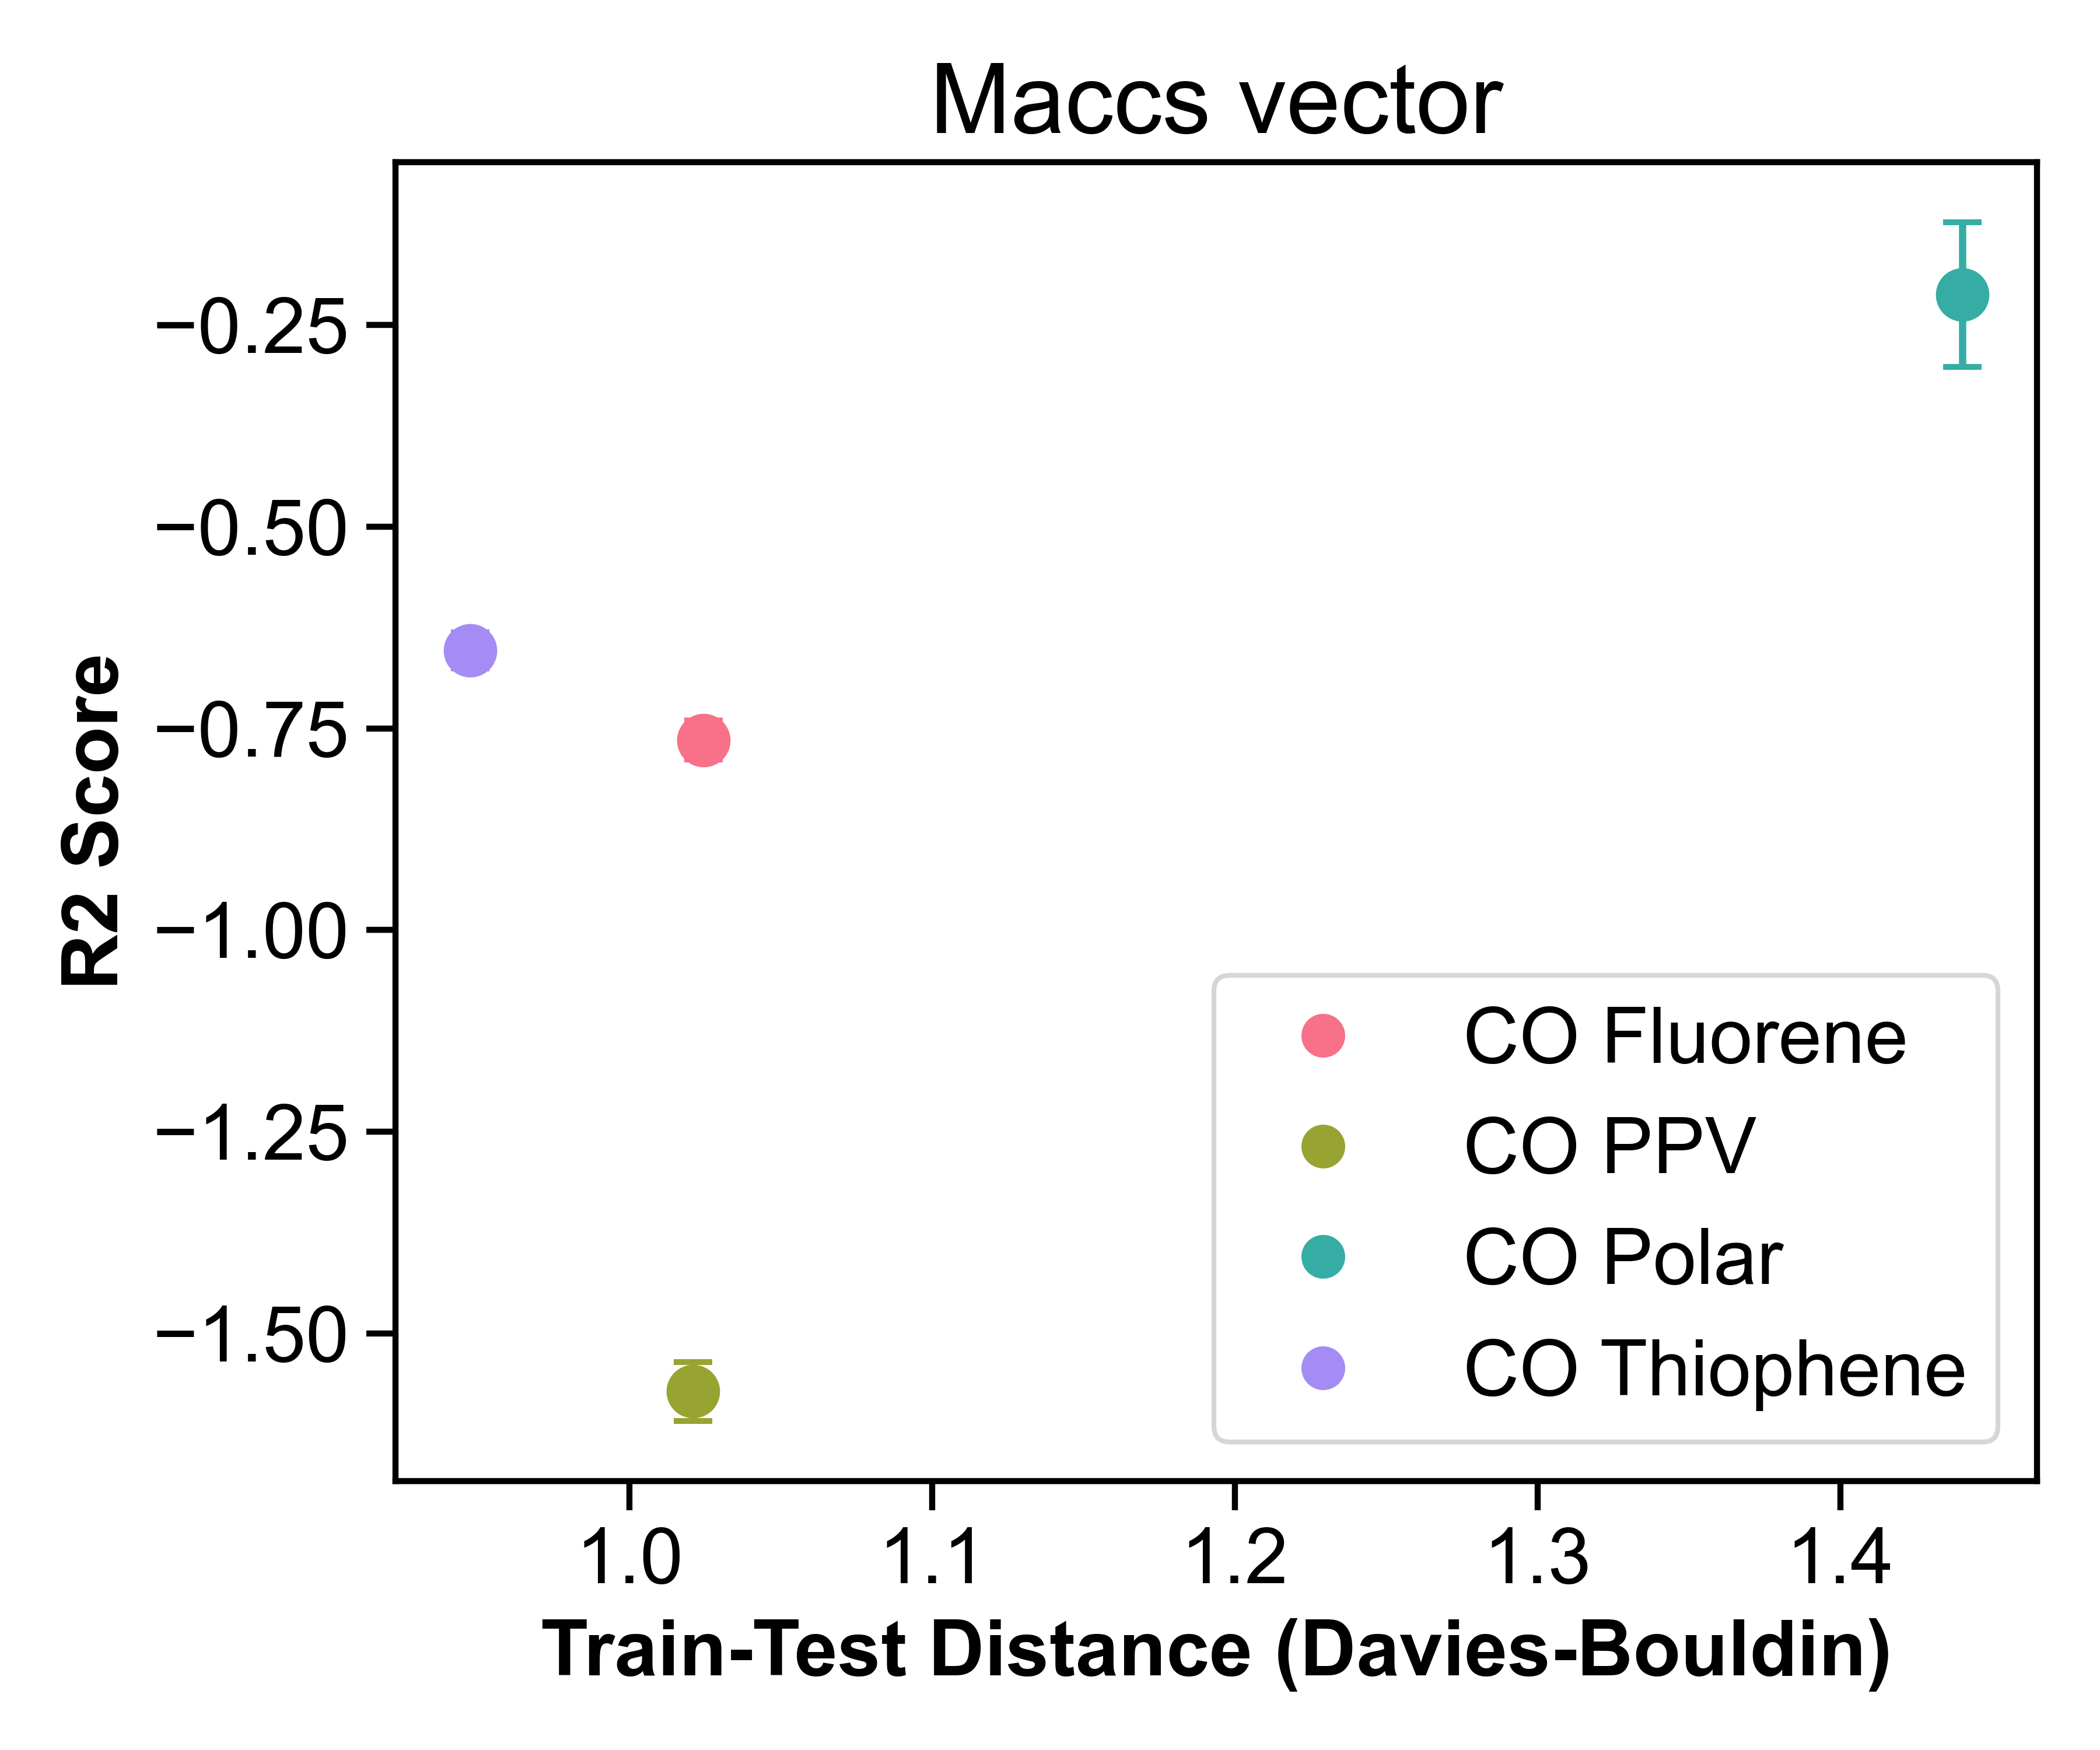 Maccs vector
R2 Score
−0.25
−0.50
−0.75
−1.00
−1.25
−1.50
CO Fluorene
CO PPV
CO Polar
CO Thiophene
1.0 1.1 1.2 1.3 1.4
Train-Test Distance (Davies-Bouldin)